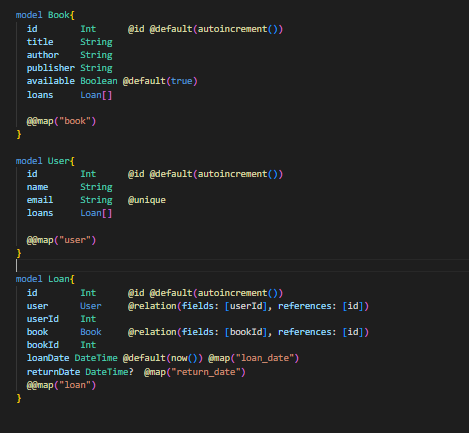 model Book{
  id        Int      @id @default(autoincrement())
  title     String
  author    String
  publisher String
  available Boolean @default(true)
  loans     Loan[]

  @@map("book")
}

model User{
  id        Int      @id @default(autoincrement())
  name      String
  email     String   @unique
  loans     Loan[]

  @@map("user")
}

model Loan{
  id        Int      @id @default(autoincrement())
  user      User     @relation(fields: [userId], references: [id])
  userId    Int
  book      Book     @relation(fields: [bookId], references: [id])
  bookId    Int
  loanDate DateTime @default(now()) @map("loan_date")
  returnDate DateTime?  @map("return_date")
  @@map("loan")
}